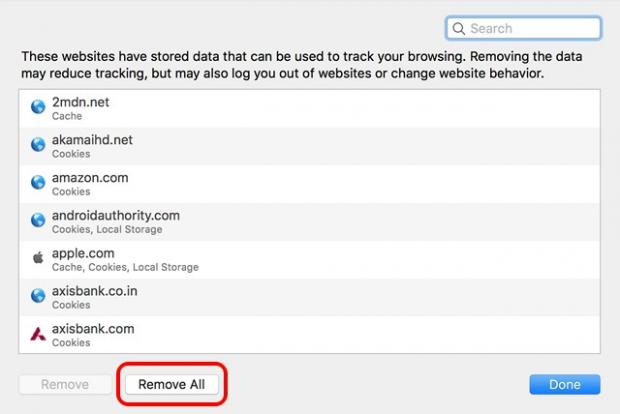 Search
These websites have stored data that can be used to track your browsing. Removing the data
may reduce tracking, but may also log you out of websites or change website behavior.
2mdn.net
Cache
akamaihd.net
Cookies
amazon.com
Cookies
androidauthority.com
Cookies, Local Storage
apple.com
Cache, Cookies, Local Storage
axisbank.co.in
Cookies
axisbank.com
Cookies
Remove
Remove All
Done